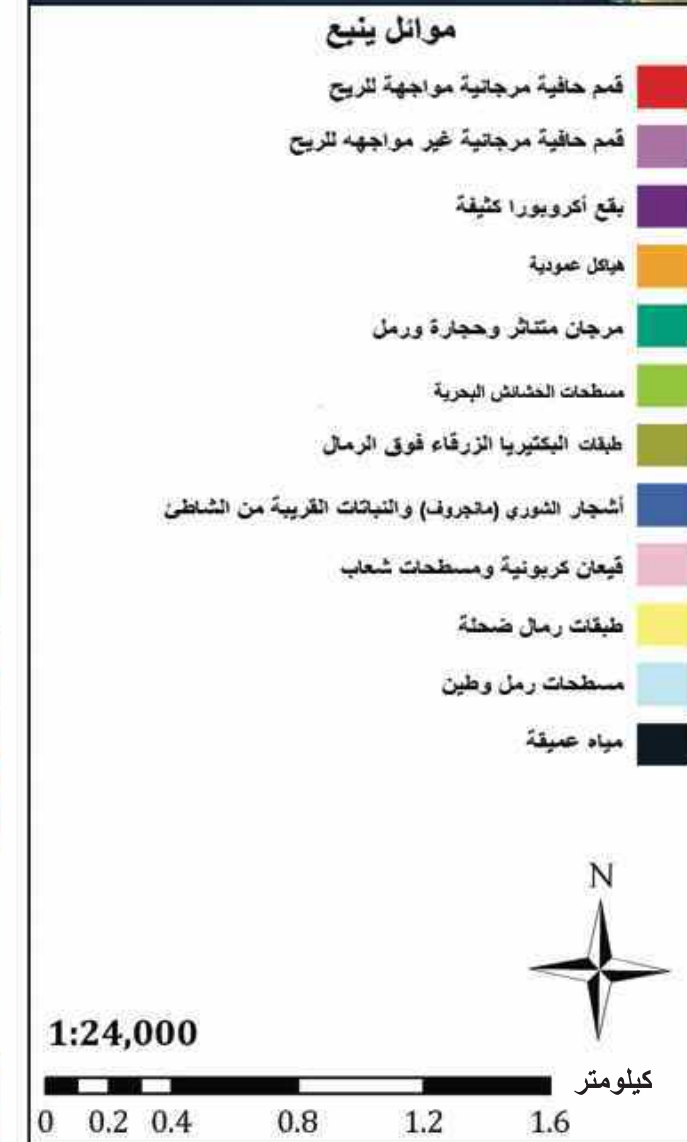 موائل ينبع
قمم حافية مرجانية مواجهة للريح
قمم حافية مرجانية غير مواجهه للريح
بقع أكروبورا كثيفة
هياكل عمودية
مرجان متناثر وحجارة ورمل
مسطحات الحشائش البحرية
طبقات البكتيريا الزرقاء فوق الرمال
أشجار الشوري (مانجروف) والنباتات القريبة من الشاطئ
قيعان كربونية ومسطحات شعاب
طبقات رمال ضحلة
مسطحات رمل وطين
مياه عميقة
N
1:24,000
كيلومتر
0 0.2 0.4 0.8 1.2 1.6